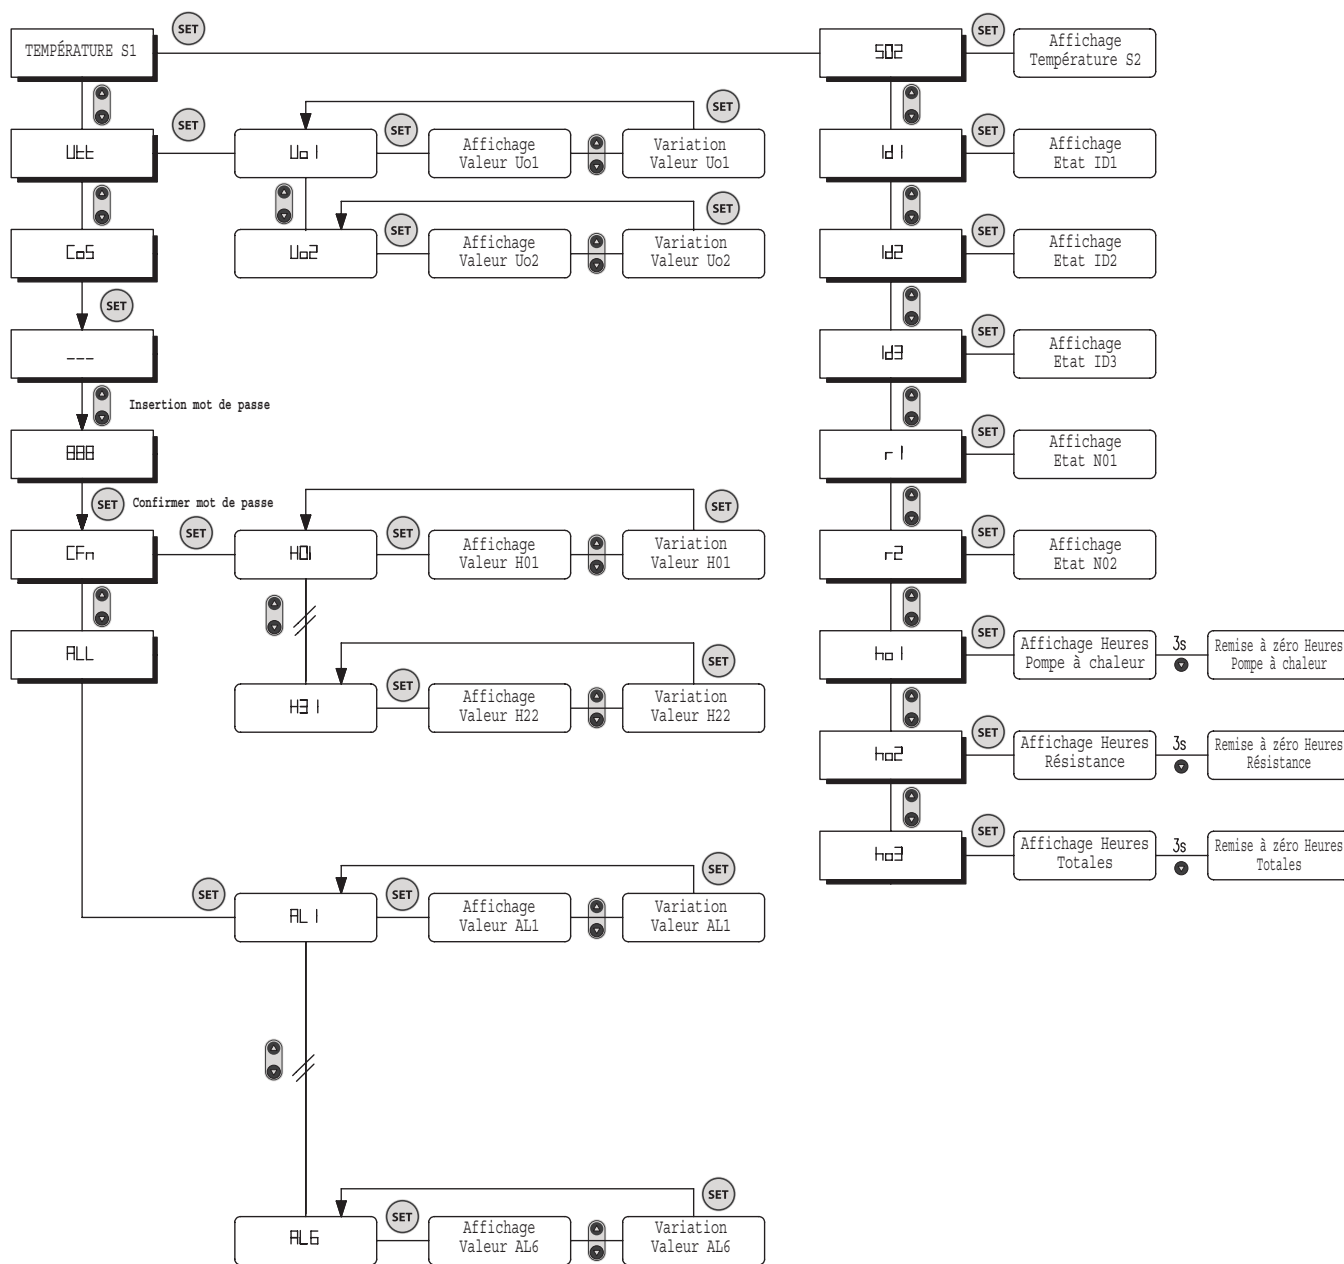 SET
TEMPÉRATURE S1
Utt
SET
Uo1
SET
Affichage
Valeur Uo1
SET
Variation
Valeur Uo1
Uo2
SET
Affichage
Valeur Uo2
SET
Variation
Valeur Uo2
CoS
SET
---
Insertion mot de passe
888
SET
Confirmer mot de passe
CFn
SET
H01
SET
Affichage
Valeur H01
SET
Variation
Valeur H01
H31
SET
Affichage
Valeur H22
SET
Variation
Valeur H22
ALL
SET
AL1
SET
Affichage
Valeur AL1
SET
Variation
Valeur AL1
AL6
SET
Affichage
Valeur AL6
SET
Variation
Valeur AL6
S02
SET
Affichage
Température S2
Id1
SET
Affichage
Etat ID1
Id2
SET
Affichage
Etat ID2
Id3
SET
Affichage
Etat ID3
r1
SET
Affichage
Etat N01
r2
SET
Affichage
Etat N02
ho1
SET
Affichage Heures
Pompe à chaleur
3s
Remise à zéro Heures
Pompe à chaleur
ho2
SET
Affichage Heures
Résistance
3s
Remise à zéro Heures
Résistance
ho3
SET
Affichage Heures
Totales
3s
Remise à zéro Heures
Totales